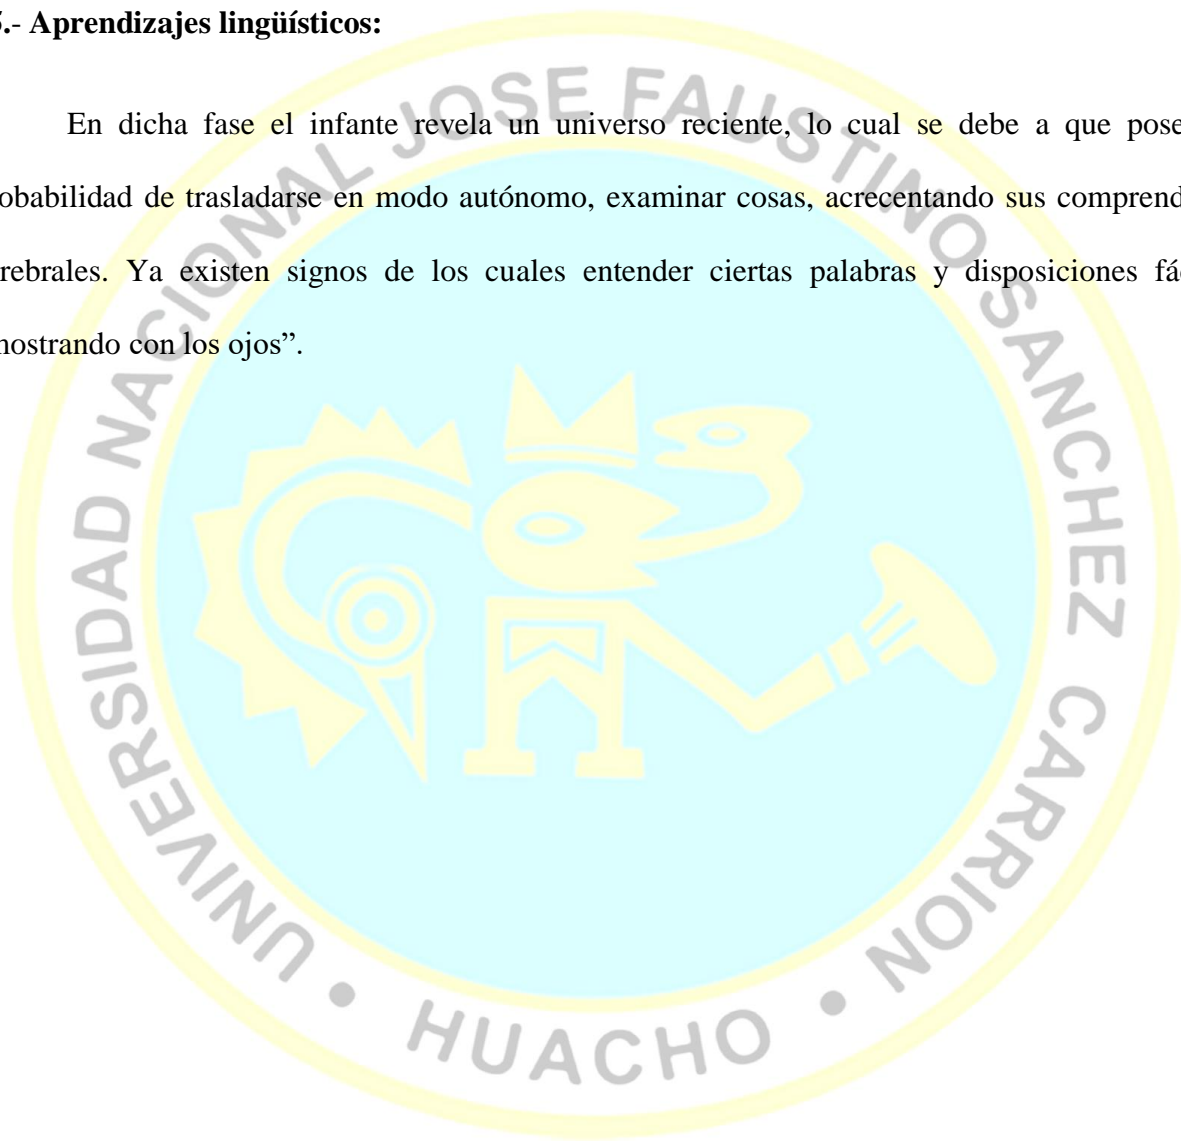 5.- Aprendizajes lingüísticos:
En dicha fase el infante revela un universo reciente, lo cual se debe a que pose
obabilidad de trasladarse en modo autónomo, examinar cosas, acrecentando sus comprend
rebrales. Ya existen signos de los cuales entender ciertas palabras y disposiciones fác
mostrando con los ojos”.
UNIVERSIDAD NACIONAL JOSE FAUSTINO SANCHEZ CARRION • HUACHO •